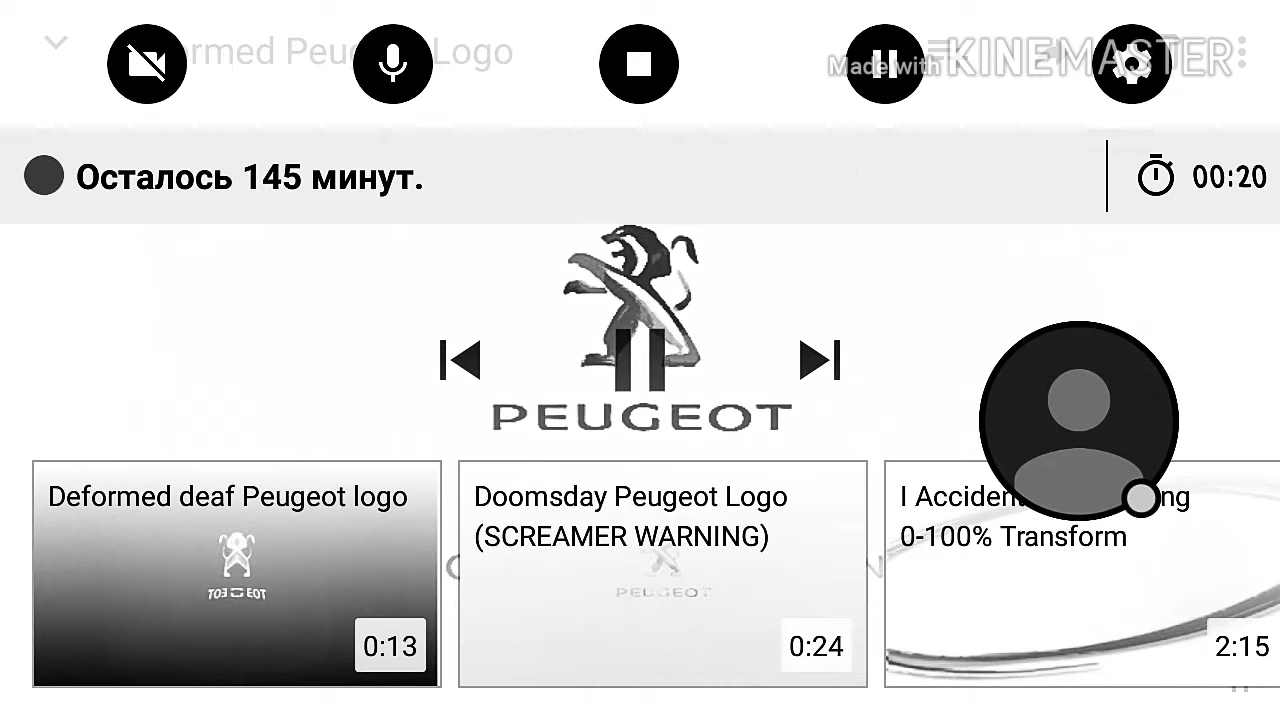 rmed Peu Logo
Made with KINEMASTER
Осталось 145 минут.
00:20
PEUGEOT
Deformed deaf Peugeot logo
Doomsday Peugeot Logo
(SCREAMER WARNING)
I Acciden ng
0-100% Transform
PEUGEOT
0:13
0:24
2:15